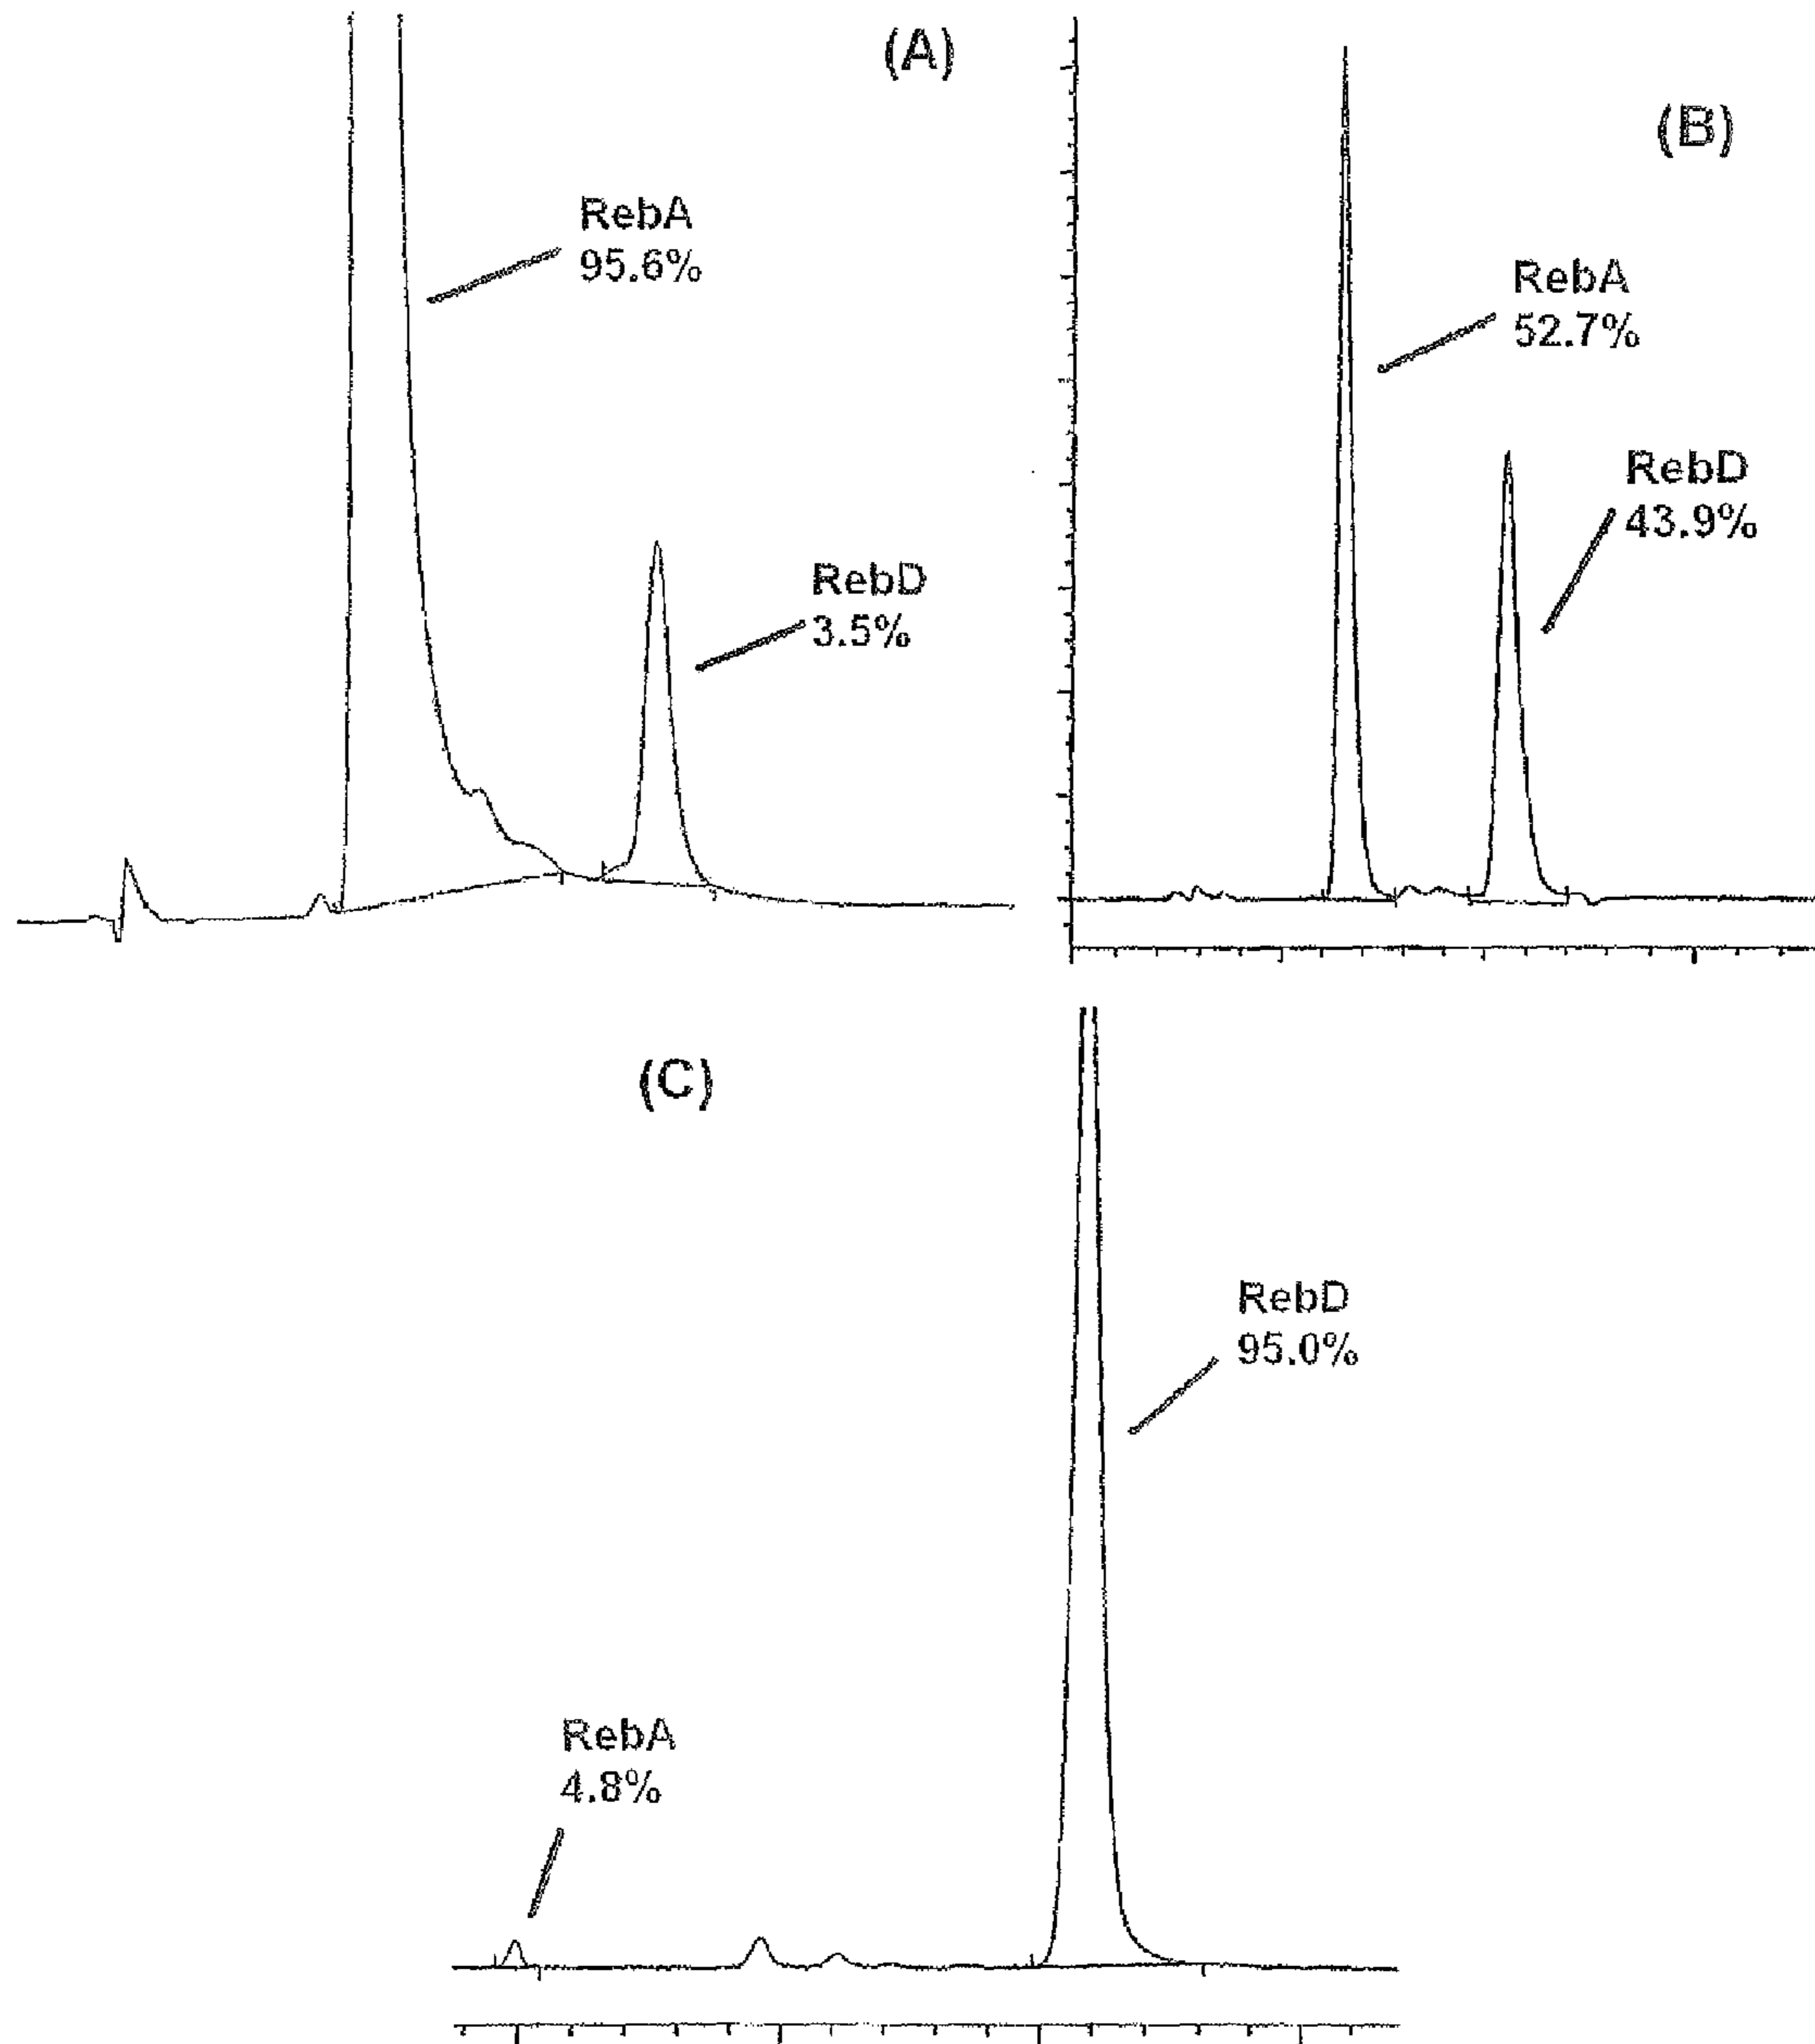 (A)
RebA
95.6%
RebD
3.5%
(B)
RebA
52.7%
RebD
43.9%
(C)
RebD
95.0%
RebA
4.8%